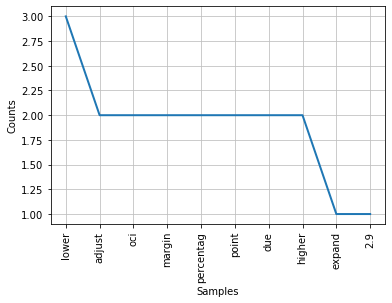 3.00
2.75
2.50
2.25
2.00
1.75
1.50
1.25
1.00
Counts
lower
adjust
oci
margin
percentag
point
due
higher
expand
2.9
Samples